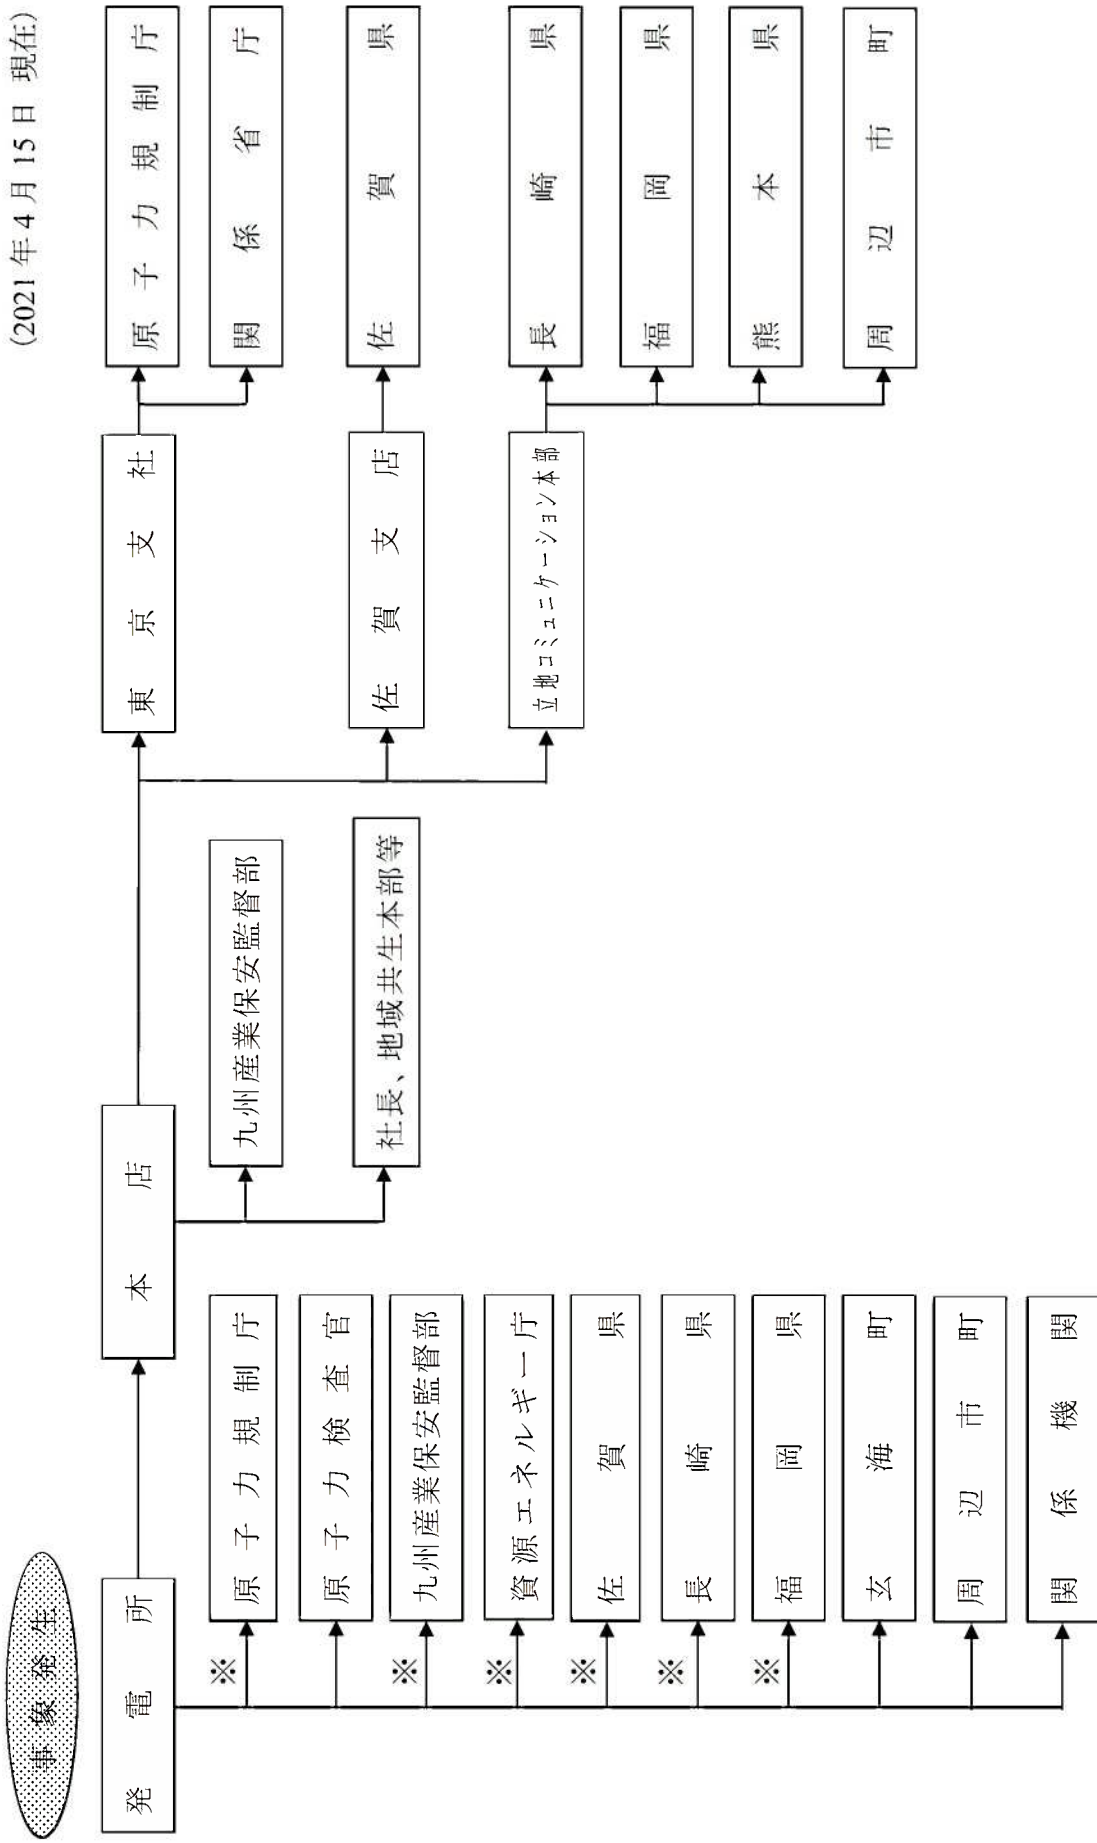 (2021年4月15日 現在)
事象発生
発電所
本店
東京支社
原子力規制庁
関係省庁
九州産業保安監督部
社長、地域共生本部等
佐賀支店
佐賀県
立地コミュニケーション本部
長崎県
福岡県
熊本県
周辺市町
※
原子力規制庁
原子力検査官
※
九州産業保安監督部
※
資源エネルギー庁
※
佐賀県
※
長崎県
※
福岡県
玄海町
周辺市町
関係機関